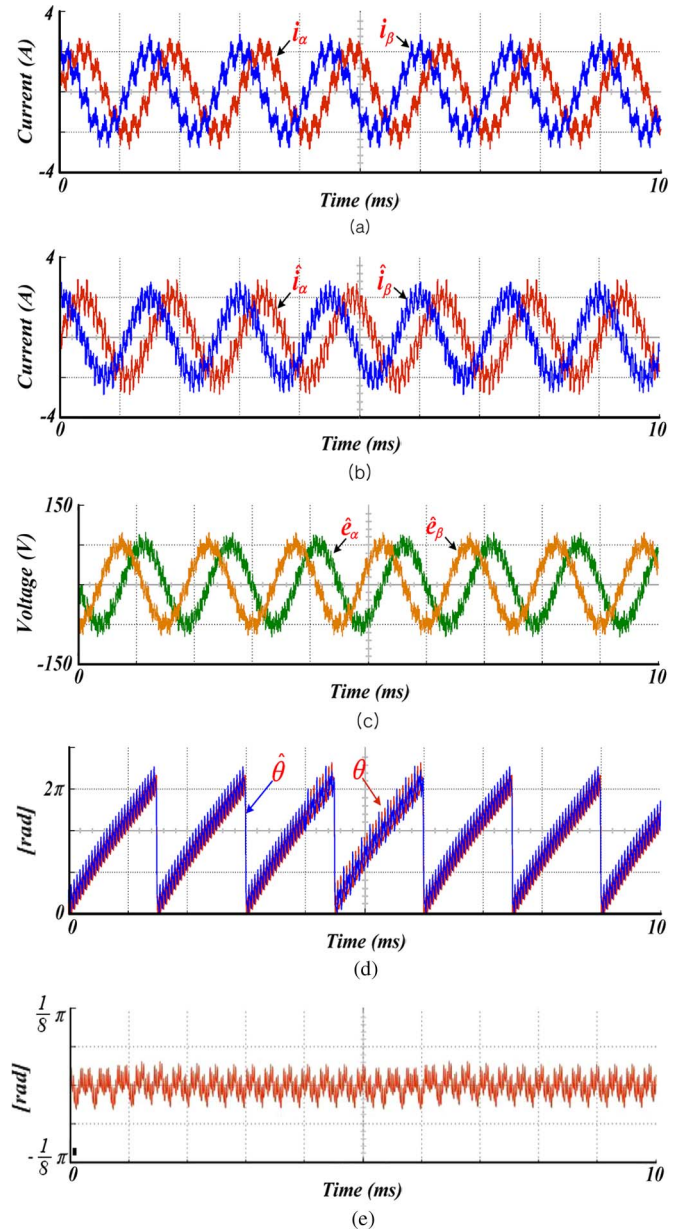 4
Current (A)
i_α
i_β
-4
0
10
Time (ms)
(a)
4
Current (A)
î_α
î_β
-4
0
10
Time (ms)
(b)
150
Voltage (V)
ê_α
ê_β
-150
0
10
Time (ms)
(c)
2π
[rad]
θ̂
θ
0
0
10
Time (ms)
(d)
1/8 π
[rad]
-1/8 π
0
10
Time (ms)
(e)